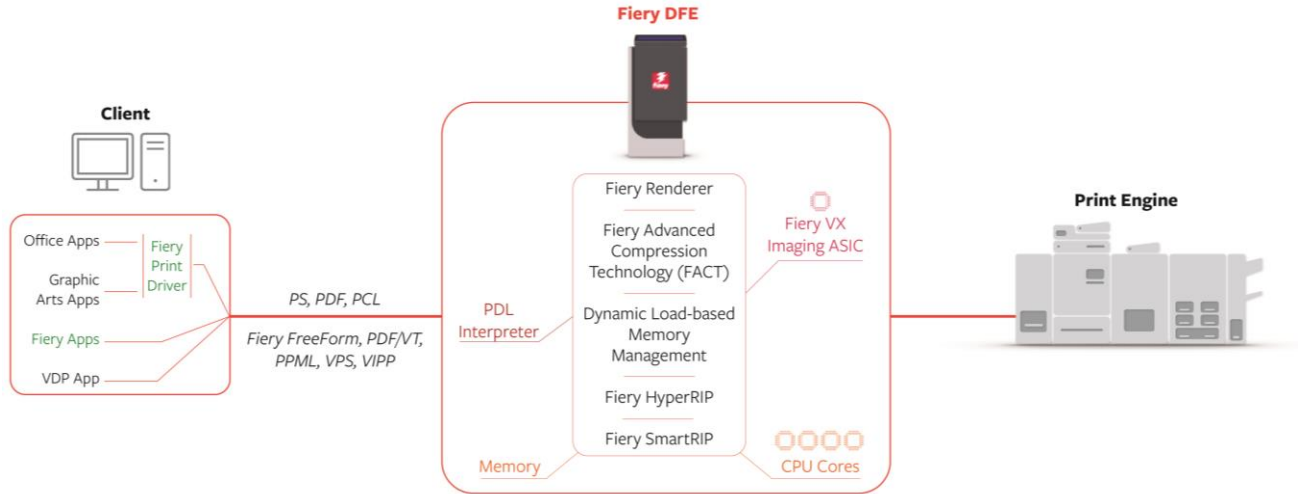 Fiery DFE
fiery
Client
Office Apps
Graphic
Arts Apps
Fiery
Print
Driver
Fiery Apps
VDP App
PS, PDF, PCL
Fiery FreeForm, PDF/VT,
PPML, VPS, VIPP
PDL
Interpreter
Memory
Fiery Renderer
Fiery Advanced
Compression
Technology (FACT)
Dynamic Load-based
Memory
Management
Fiery HyperRIP
Fiery SmartRIP
Fiery VX
Imaging ASIC
CPU Cores
Print Engine